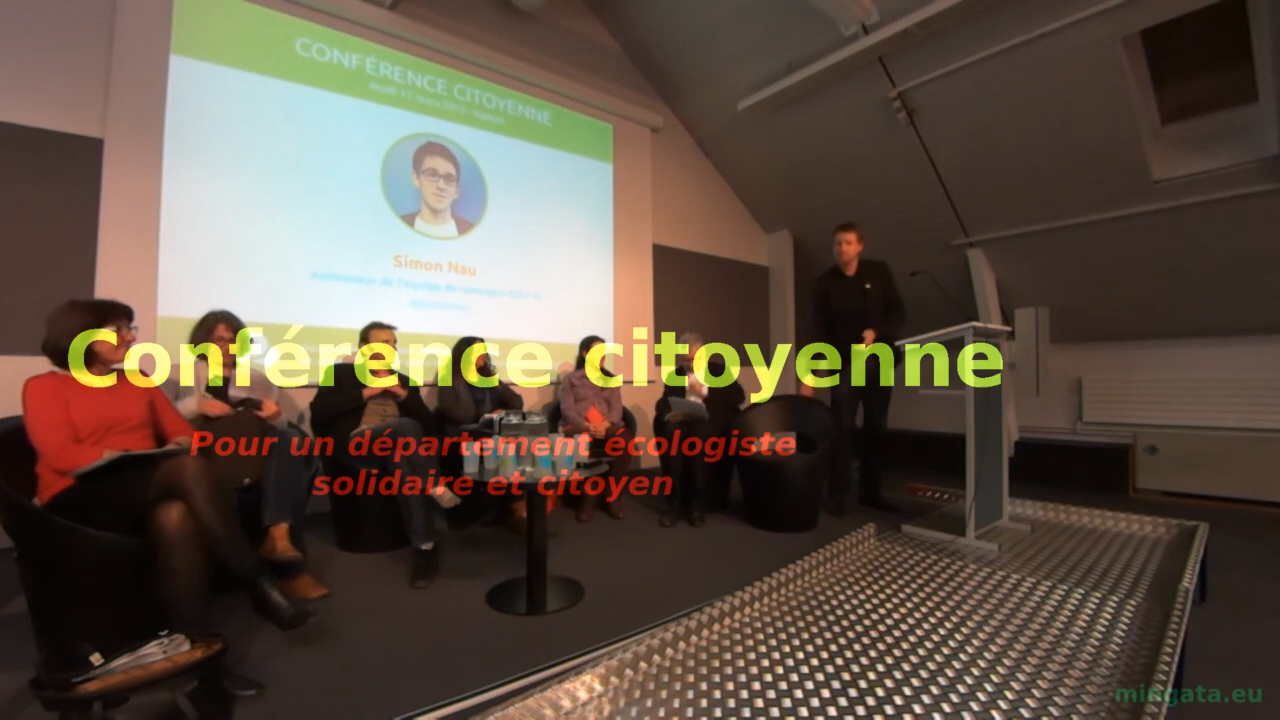 CONFÉRENCE CITOYENNE
Simon Nau
Conférence citoyenne
Pour un département écologiste
solidaire et citoyen
mingata.eu